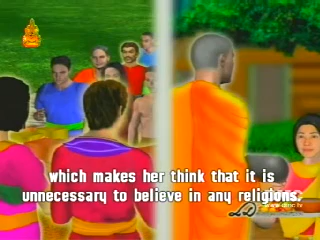 which makes her think that it is
unnecessary to believe in any religions.